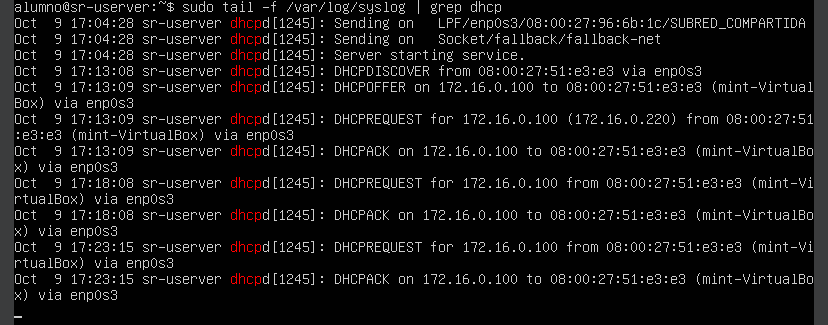 alumno@sr-userver:~$ sudo tail -f /var/log/syslog | grep dhcp
Oct  9 17:04:28 sr-userver dhcpd[1245]: Sending on   LPF/enp0s3/08:00:27:96:6b:1c/SUBRED_COMPARTIDA
Oct  9 17:04:28 sr-userver dhcpd[1245]: Sending on   Socket/fallback/fallback-net
Oct  9 17:04:28 sr-userver dhcpd[1245]: Server starting service.
Oct  9 17:13:08 sr-userver dhcpd[1245]: DHCPDISCOVER from 08:00:27:51:e3:e3 via enp0s3
Oct  9 17:13:09 sr-userver dhcpd[1245]: DHCPOFFER on 172.16.0.100 to 08:00:27:51:e3:e3 (mint-Virtual
Box) via enp0s3
Oct  9 17:13:09 sr-userver dhcpd[1245]: DHCPREQUEST for 172.16.0.100 (172.16.0.220) from 08:00:27:51
:e3:e3 (mint-VirtualBox) via enp0s3
Oct  9 17:13:09 sr-userver dhcpd[1245]: DHCPACK on 172.16.0.100 to 08:00:27:51:e3:e3 (mint-VirtualBo
x) via enp0s3
Oct  9 17:18:08 sr-userver dhcpd[1245]: DHCPREQUEST for 172.16.0.100 from 08:00:27:51:e3:e3 (mint-Vi
rtualBox) via enp0s3
Oct  9 17:18:08 sr-userver dhcpd[1245]: DHCPACK on 172.16.0.100 to 08:00:27:51:e3:e3 (mint-VirtualBo
x) via enp0s3
Oct  9 17:23:15 sr-userver dhcpd[1245]: DHCPREQUEST for 172.16.0.100 from 08:00:27:51:e3:e3 (mint-Vi
rtualBox) via enp0s3
Oct  9 17:23:15 sr-userver dhcpd[1245]: DHCPACK on 172.16.0.100 to 08:00:27:51:e3:e3 (mint-VirtualBo
x) via enp0s3